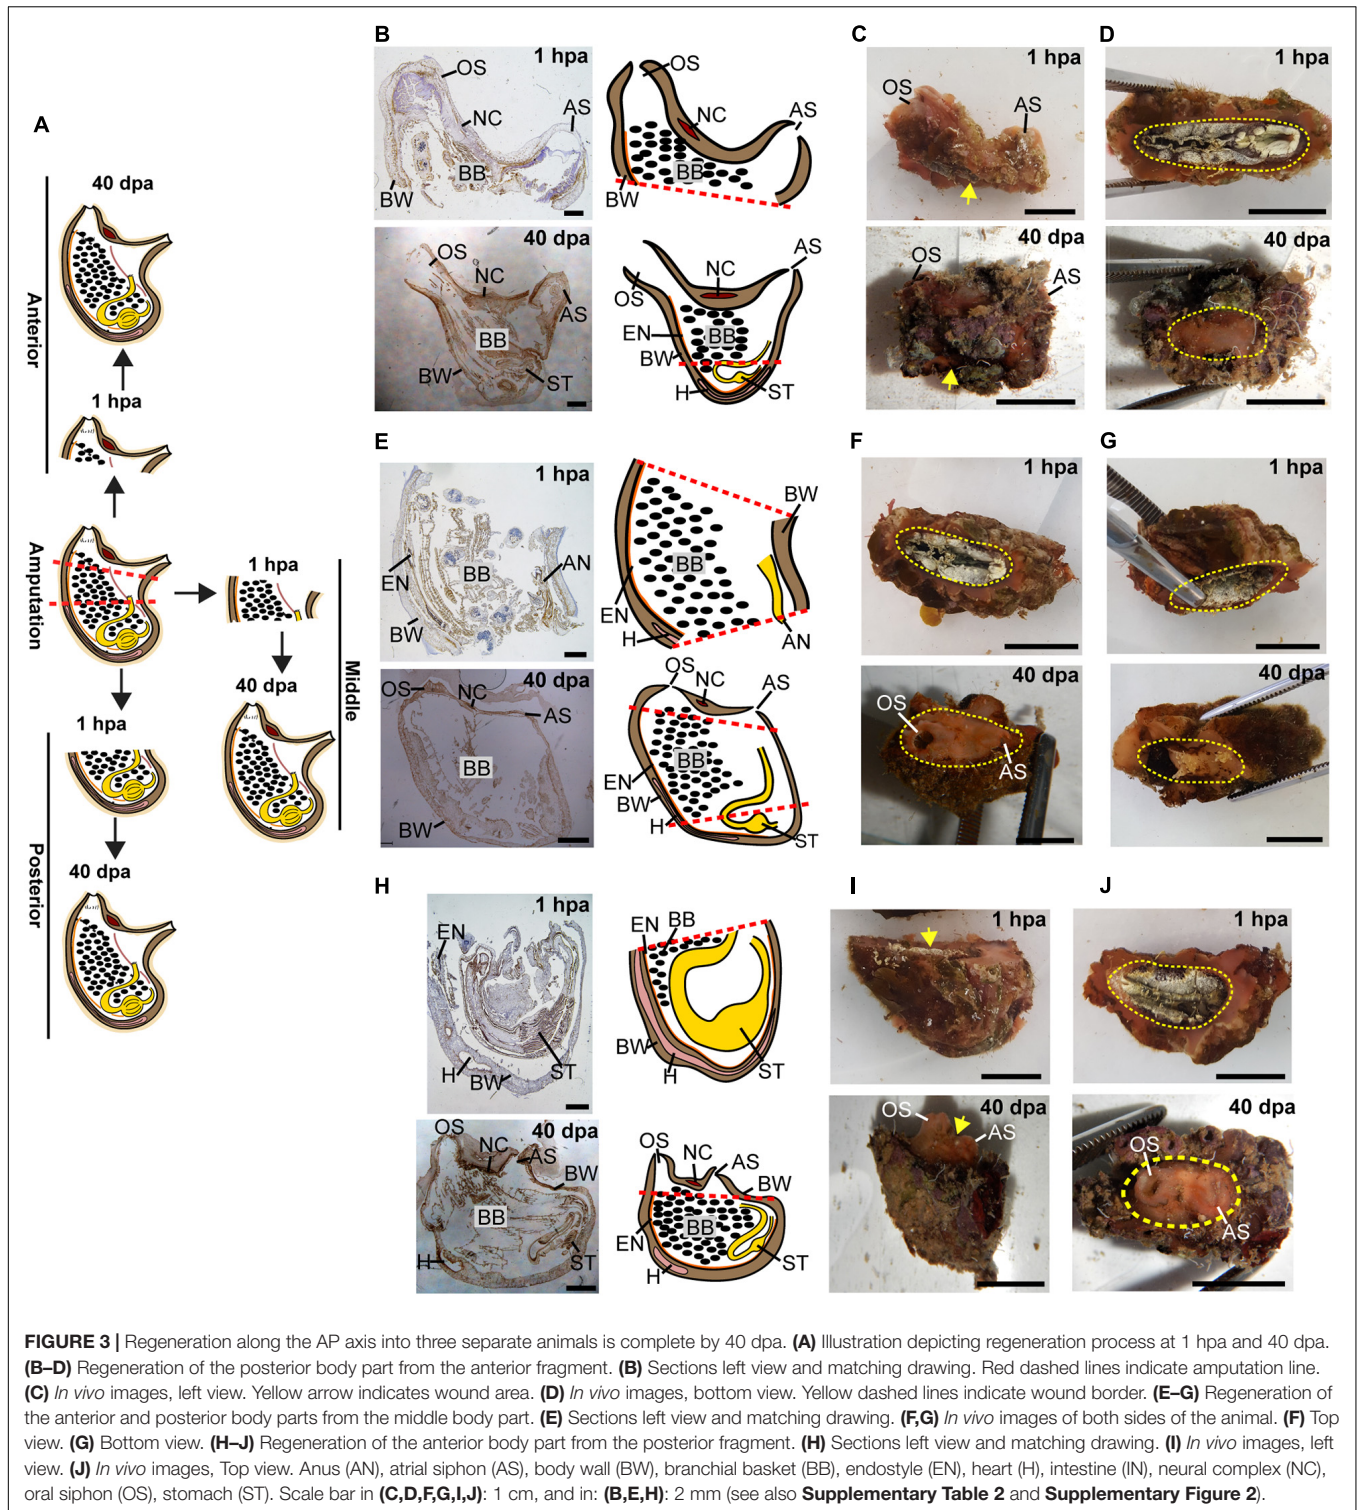 A
Anterior
40 dpa
1 hpa
Amputation
1 hpa
Middle
40 dpa
1 hpa
Posterior
40 dpa
B
1 hpa
OS
NC
AS
BB
BW
OS
NC
AS
BB
BW
40 dpa
OS
NC
AS
BB
BW
ST
AS
NC
OS
EN
BB
BW
H
ST
C
1 hpa
OS
AS
40 dpa
OS
AS
D
1 hpa
40 dpa
E
1 hpa
EN
BB
AN
BW
BW
BB
EN
H
AN
40 dpa
OS
NC
AS
BB
BW
OS
NC
AS
BB
EN
BW
H
ST
F
1 hpa
40 dpa
OS
AS
G
1 hpa
40 dpa
H
1 hpa
EN
H
BW
ST
BB
EN
BW
H
ST
40 dpa
OS
NC
AS
BW
BB
H
ST
OS
NC
AS
BW
BB
EN
H
ST
I
1 hpa
40 dpa
OS
AS
J
1 hpa
40 dpa
OS
AS
FIGURE 3 | Regeneration along the AP axis into three separate animals is complete by 40 dpa. (A) Illustration depicting regeneration process at 1 hpa and 40 dpa.
(B–D) Regeneration of the posterior body part from the anterior fragment. (B) Sections left view and matching drawing. Red dashed lines indicate amputation line.
(C) In vivo images, left view. Yellow arrow indicates wound area. (D) In vivo images, bottom view. Yellow dashed lines indicate wound border. (E–G) Regeneration of
the anterior and posterior body parts from the middle body part. (E) Sections left view and matching drawing. (F,G) In vivo images of both sides of the animal. (F) Top
view. (G) Bottom view. (H–J) Regeneration of the anterior body part from the posterior fragment. (H) Sections left view and matching drawing. (I) In vivo images, left
view. (J) In vivo images, Top view. Anus (AN), atrial siphon (AS), body wall (BW), branchial basket (BB), endostyle (EN), heart (H), intestine (IN), neural complex (NC),
oral siphon (OS), stomach (ST). Scale bar in (C,D,F,G,I,J): 1 cm, and in: (B,E,H): 2 mm (see also Supplementary Table 2 and Supplementary Figure 2).